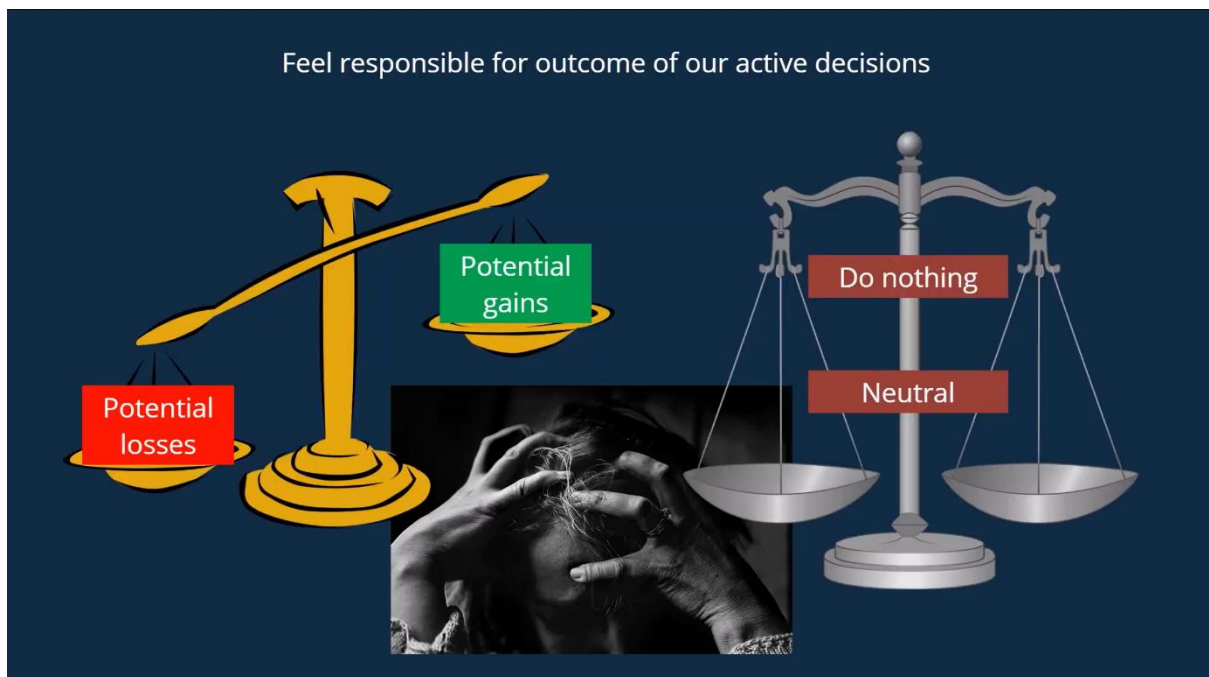 Feel responsible for outcome of our active decisions
Potential
gains
Potential
losses
Do nothing
Neutral